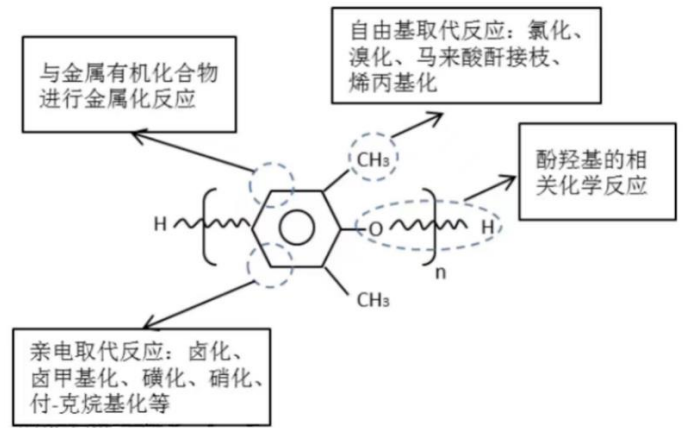 自由基取代反应：氯化、
溴化、马来酸酐接枝、
烯丙基化
与金属有机化合物
进行金属化反应
酚羟基的相
关化学反应
CH₃
H
O
H
n
CH₃
亲电取代反应：卤化、
卤甲基化、磺化、硝化、
付-克烷基化等